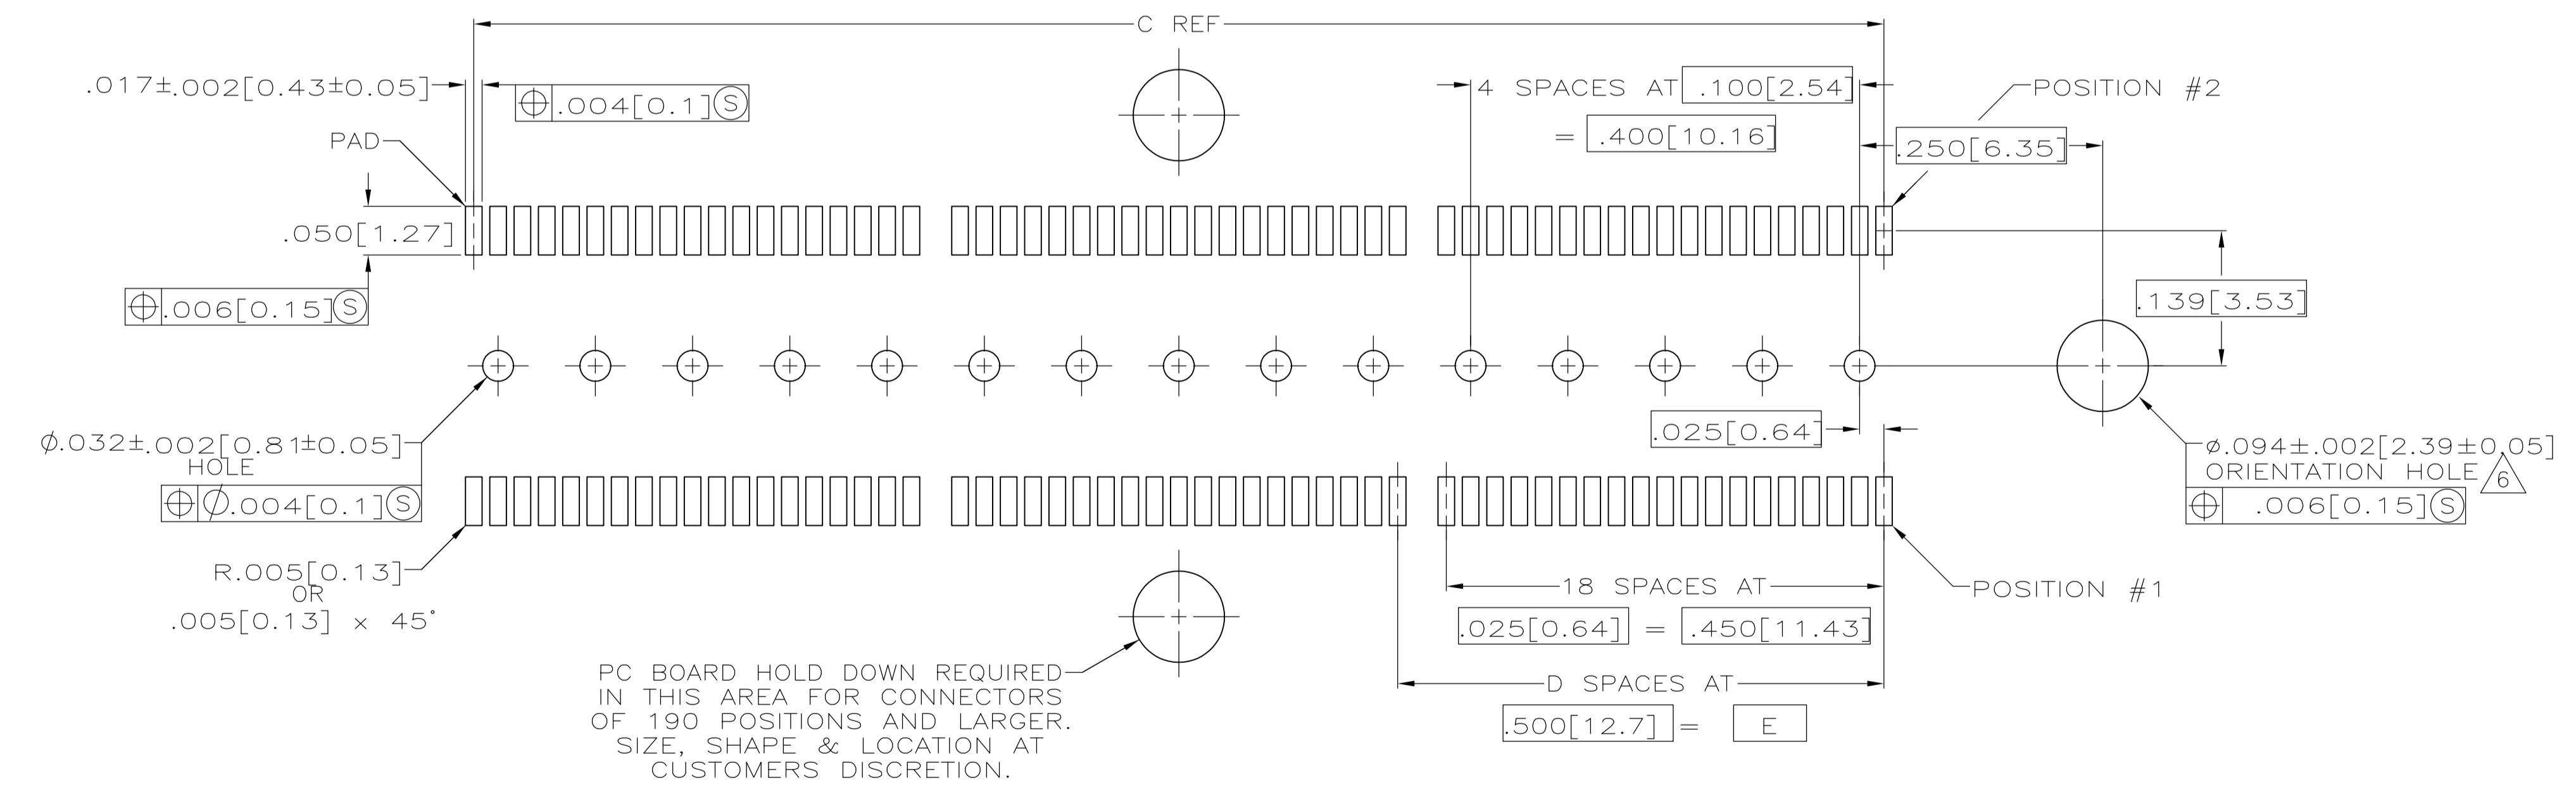 C REF
.017±.002[0.43±0.05]
.004[0.1]Ⓢ
4 SPACES AT .100[2.54]
= .400[10.16]
POSITION #2
PAD
.250[6.35]
.050[1.27]
.006[0.15]Ⓢ
.139[3.53]
.025[0.64]
Ø.032±.002[0.81±0.05]
HOLE
Ø.004[0.1]Ⓢ
ø.094±.002[2.39±0.05]
ORIENTATION HOLE 6
.006[0.15]Ⓢ
R.005[0.13]
OR
.005[0.13] x 45°
18 SPACES AT
.025[0.64] = .450[11.43]
POSITION #1
D SPACES AT
.500[12.7] = E
PC BOARD HOLD DOWN REQUIRED
IN THIS AREA FOR CONNECTORS
OF 190 POSITIONS AND LARGER.
SIZE, SHAPE & LOCATION AT
CUSTOMERS DISCRETION.